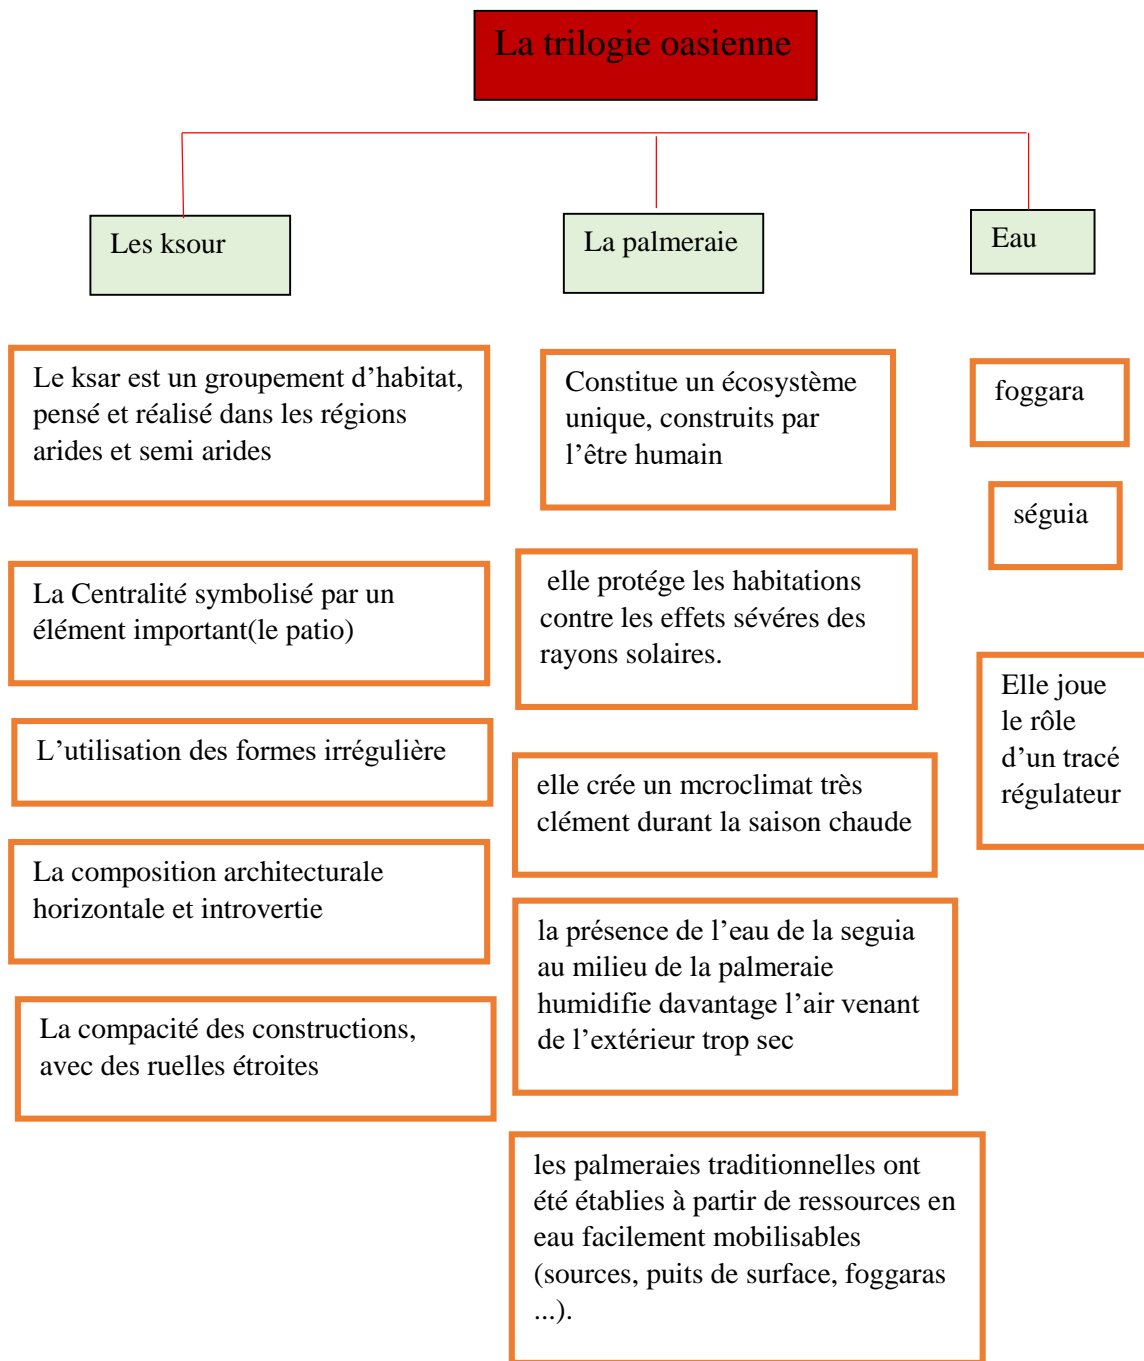 La trilogie oasienne
Les ksour
La palmeraie
Eau
Le ksar est un groupement d’habitat,
pensé et réalisé dans les régions
arides et semi arides
La Centralité symbolisé par un
élément important(le patio)
L’utilisation des formes irrégulière
La composition architecturale
horizontale et introvertie
La compacité des constructions,
avec des ruelles étroites
Constitue un écosystème
unique, construits par
l’être humain
elle protége les habitations
contre les effets sévéres des
rayons solaires.
elle crée un mcroclimat très
clément durant la saison chaude
la présence de l’eau de la seguia
au milieu de la palmeraie
humidifie davantage l’air venant
de l’extérieur trop sec
les palmeraies traditionnelles ont
été établies à partir de ressources en
eau facilement mobilisables
(sources, puits de surface, foggaras
...).
foggara
séguia
Elle joue
le rôle
d’un tracé
régulateur